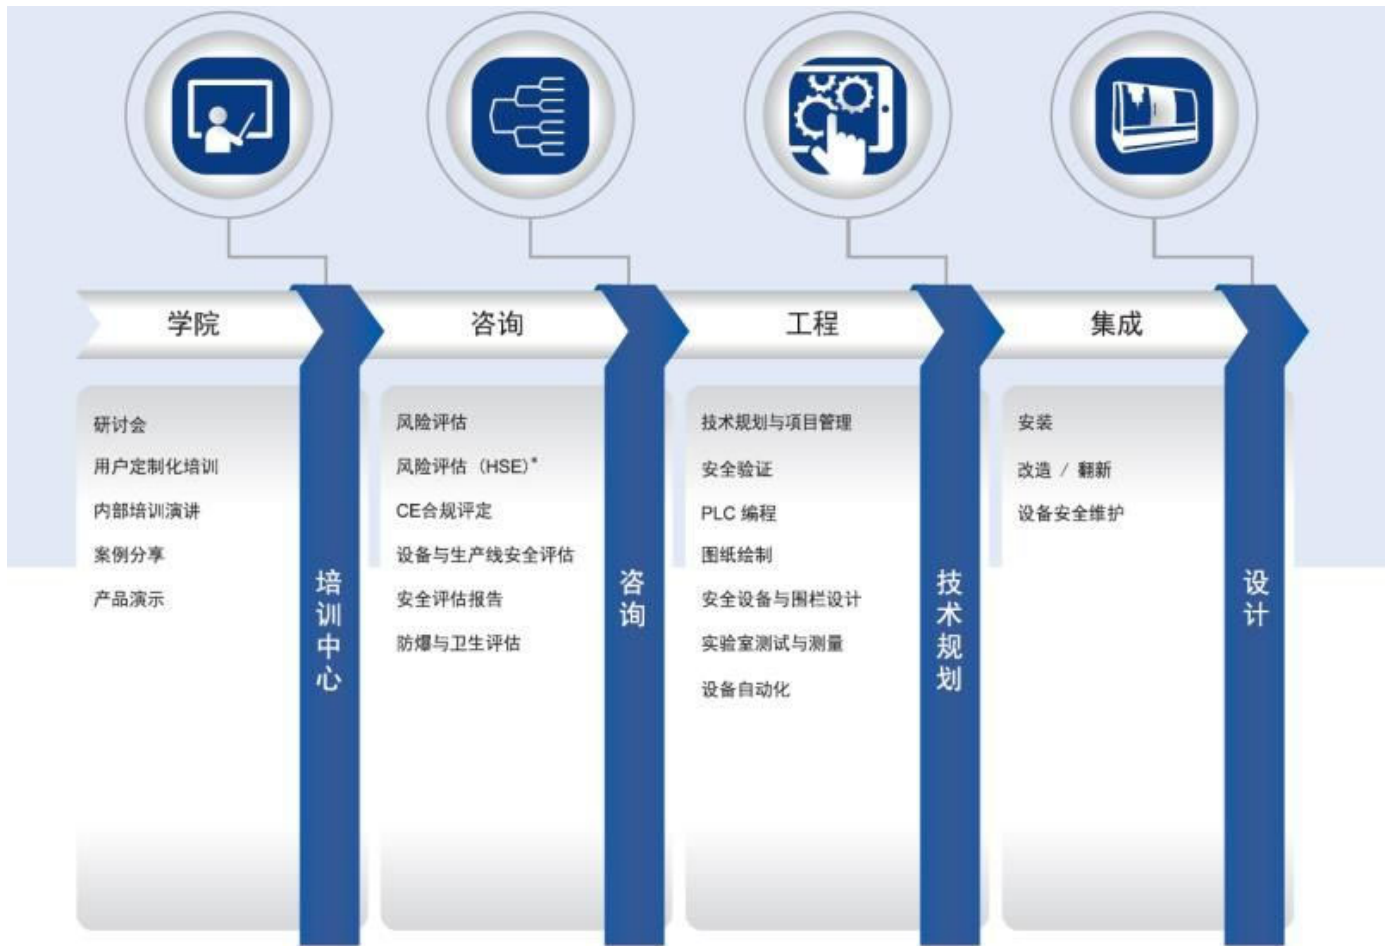 学院
研讨会
用户定制化培训
内部培训演讲
案例分享
产品演示
培训中心
咨询
风险评估
风险评估（HSE）*
CE合规评定
设备与生产线安全评估
安全评估报告
防爆与卫生评估
咨询
工程
技术规划与项目管理
安全验证
PLC 编程
图纸绘制
安全设备与围栏设计
实验室测试与测量
设备自动化
技术规划
集成
安装
改造 / 翻新
设备安全维护
设计